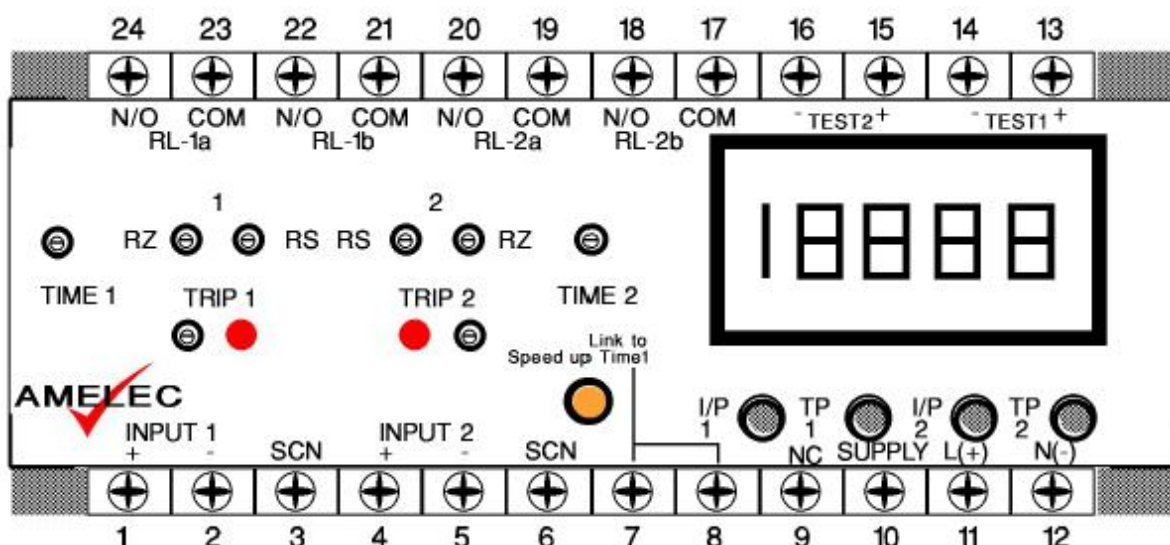 24 23 22 21 20 19 18 17 16 15 14 13
N/O COM N/O COM N/O COM N/O COM - TEST2 + - TEST1 +
RL-1a RL-1b RL-2a RL-2b
1 2
RZ RS RS RZ
18888
TIME 1 TRIP 1 TRIP 2 TIME 2
Link to
Speed up Time1
AMELEC
I/P 1 TP 1 I/P 2 TP 2
INPUT 1 INPUT 2
+ - SCN + - SCN NC SUPPLY L(+) N(-)
1 2 3 4 5 6 7 8 9 10 11 12